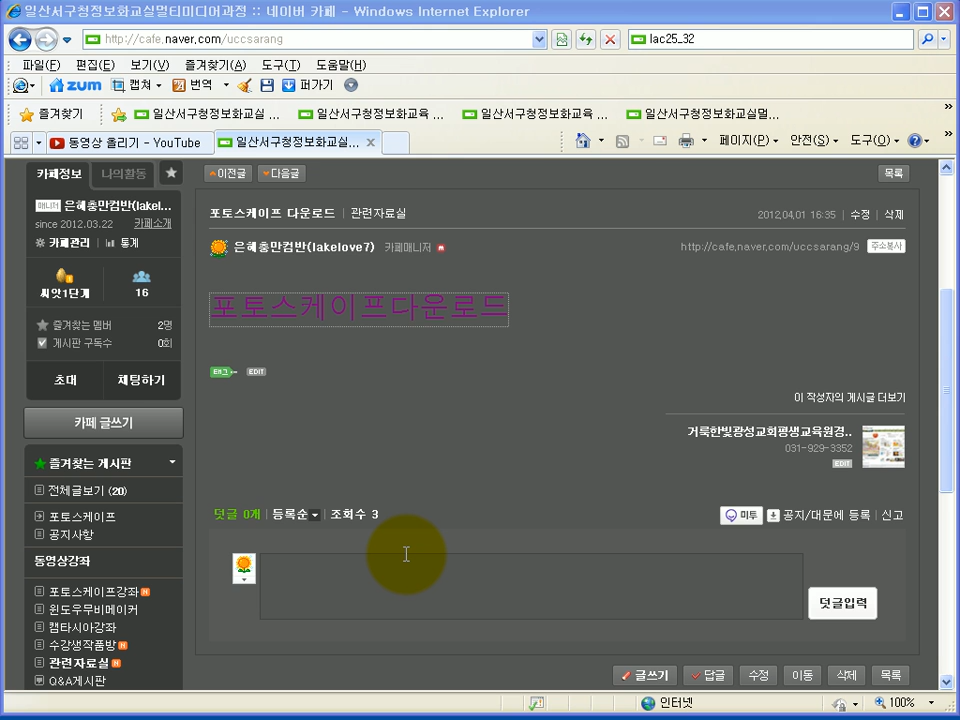 일산서구청정보화교실멀티미디어과정 :: 네이버 카페 - Windows Internet Explorer
http://cafe.naver.com/uccsarang
lac25_32
파일(F) 편집(E) 보기(V) 즐겨찾기(A) 도구(T) 도움말(H)
zum 캡쳐 번역 퍼가기
즐겨찾기 일산서구청정보화교실 ... 일산서구청정보화교육 ... 일산서구청정보화교육 ... 일산서구청정보화교실멀... »
동영상 올리기 - YouTube 일산서구청정보화교실... 페이지(P) 안전(S) 도구(O) »
카페정보 나의활동 이전글 다음글 목록
매니저 은혜충만컴반(lakel...
since 2012.03.22 카페소개
카페관리 통계
씨앗1단계 16
즐겨찾는 멤버 2명
게시판 구독수 0회
초대 채팅하기
카페 글쓰기
즐겨찾는 게시판
전체글보기 (20)
포토스케이프
공지사항
동영상강좌
포토스케이프강좌
윈도우무비메이커
캠타시아강좌
수강생작품방
관련자료실
Q&A게시판
포토스케이프 다운로드 | 관련자료실 2012.04.01 16:35 | 수정 | 삭제
은혜충만컴반(lakelove7) 카페매니저 http://cafe.naver.com/uccsarang/9 주소복사
포토스케이프다운로드
태그 EDIT
이 작성자의 게시글 더보기
거룩한빛광성교회평생교육원경..
031-929-3352
EDIT
덧글 0개 | 등록순 | 조회수 3 미투 공지/대문에 등록 | 신고
덧글입력
글쓰기 답글 수정 이동 삭제 목록
인터넷 100%